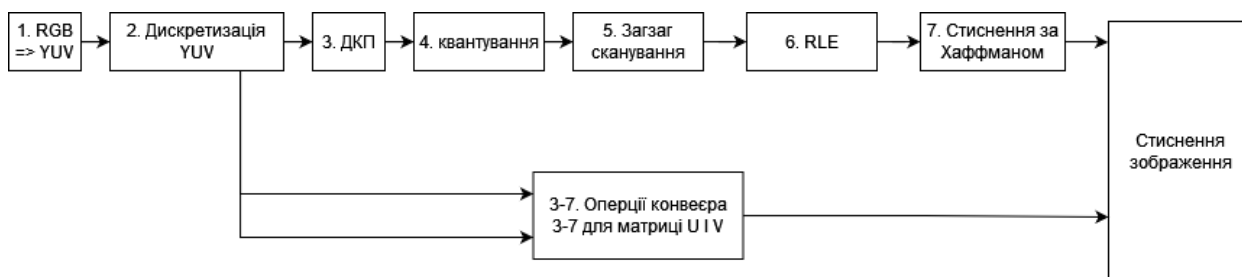 1. RGB
=> YUV
2. Дискретизація
YUV
3. ДКП
4. квантування
5. Загзаг
сканування
6. RLE
7. Стиснення за
Хаффманом
Стиснення
зображення
3-7. Оперції конвеєра
3-7 для матриці U I V